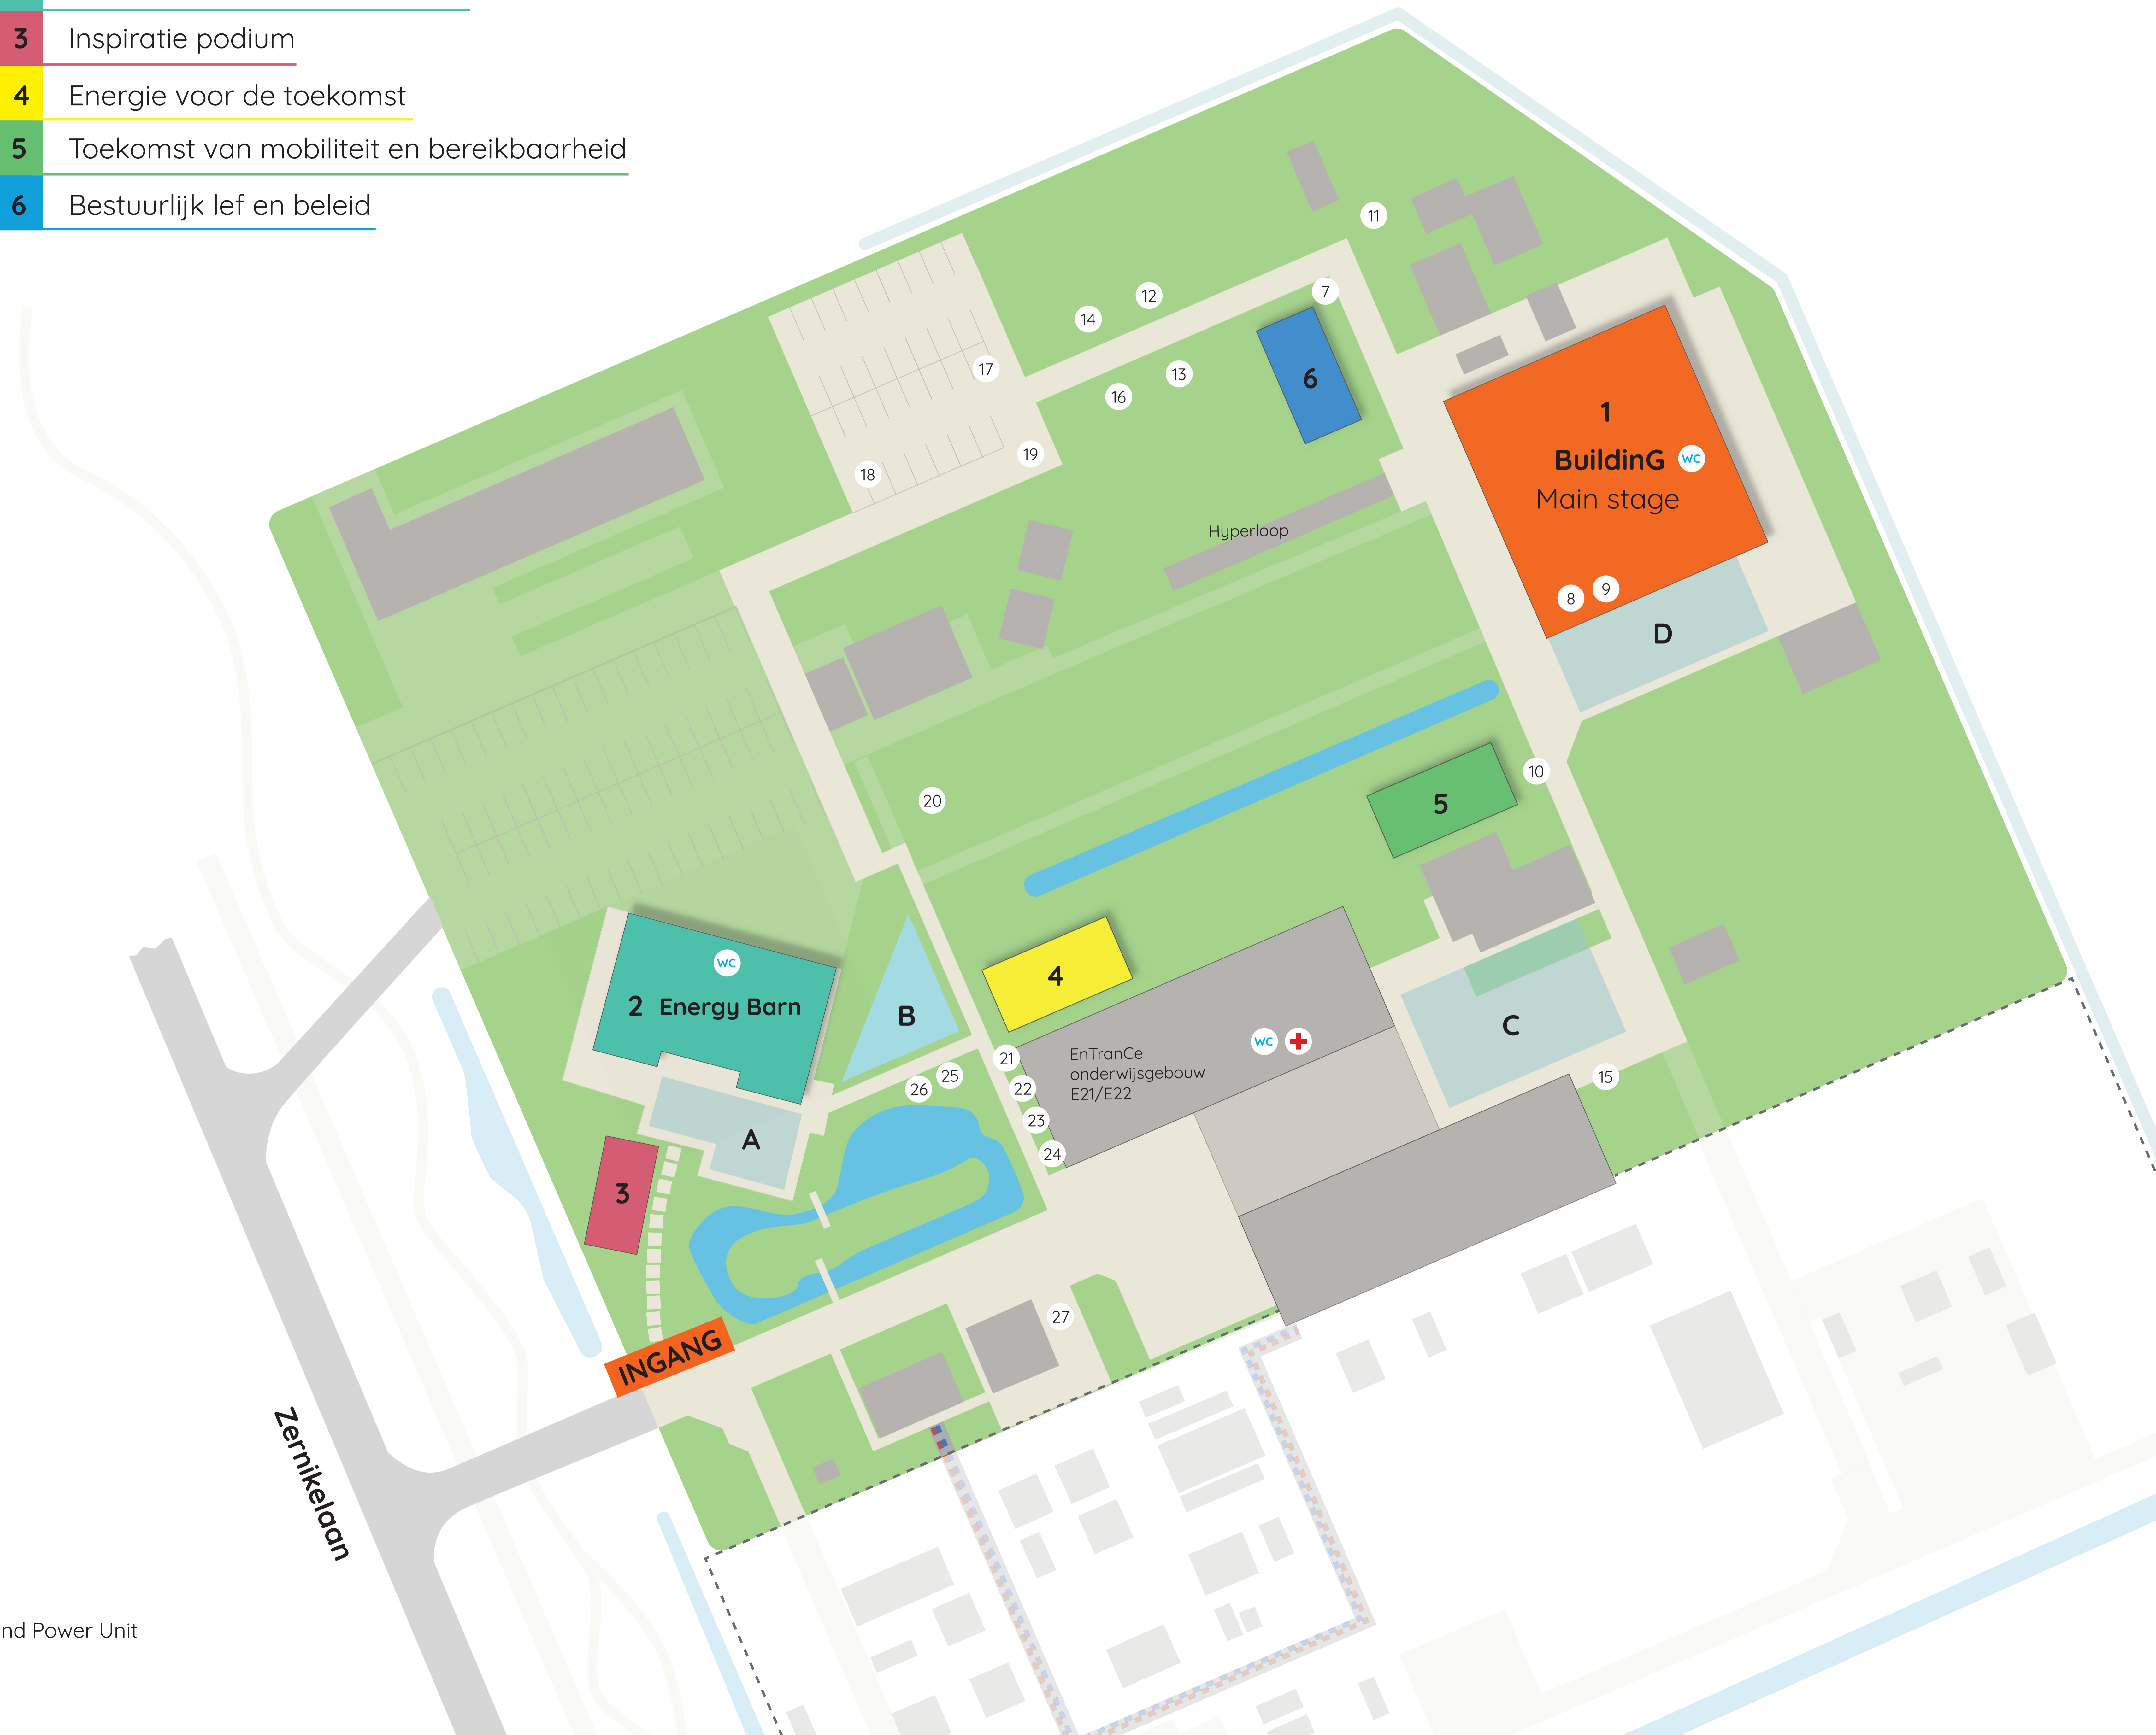 3 Inspiratie podium
4 Energie voor de toekomst
5 Toekomst van mobiliteit en bereikbaarheid
6 Bestuurlijk lef en beleid
11
7
12
14
13
16
17
18
19
6
1
BuildinG WC
Main stage
Hyperloop
8 9
D
10
5
20
WC
2 Energy Barn
B
4
C
WC
EnTranCe
onderwijsgebouw
E21/E22
21
22
23
24
25
26
15
A
3
27
INGANG
Zernikelaan
nd Power Unit